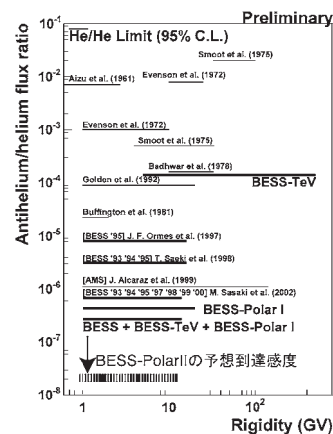 Preliminary
He/He Limit (95% C.L.)
Smoot et al. (1975)
Aizu et al. (1961)
Evenson et al. (1972)
Evenson et al. (1972)
Smoot et al. (1975)
Badhwar et al. (1978)
BESS-TeV
Golden et al. (1992)
Buffington et al. (1981)
[BESS '95] J. F. Ormes et al. (1997)
[BESS '93 '94 '95] T. Saeki et al. (1998)
[AMS] J. Alcaraz et al. (1999)
[BESS '93 '94 '95 '97 '98 '99 '00] M. Sasaki et al. (2002)
BESS-Polar I
BESS + BESS-TeV + BESS-Polar I
BESS-PolarIIの予想到達感度
Antihelium/helium flux ratio
10⁻¹
10⁻²
10⁻³
10⁻⁴
10⁻⁵
10⁻⁶
10⁻⁷
10⁻⁸
1 10 10²
Rigidity (GV)